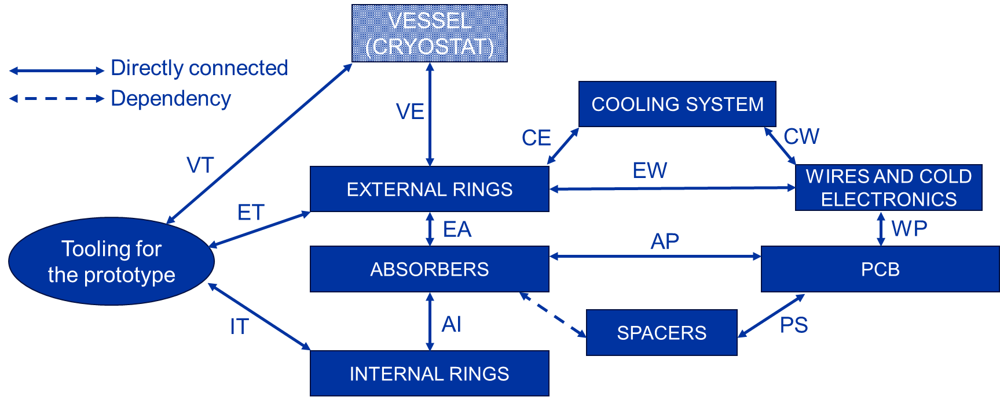 VESSEL
(CRYOSTAT)
Directly connected
Dependency
COOLING SYSTEM
VE
CE
CW
VT
EW
EXTERNAL RINGS
WIRES AND COLD
ELECTRONICS
ET
EA
AP
WP
Tooling for
the prototype
ABSORBERS
PCB
IT
AI
SPACERS
PS
INTERNAL RINGS